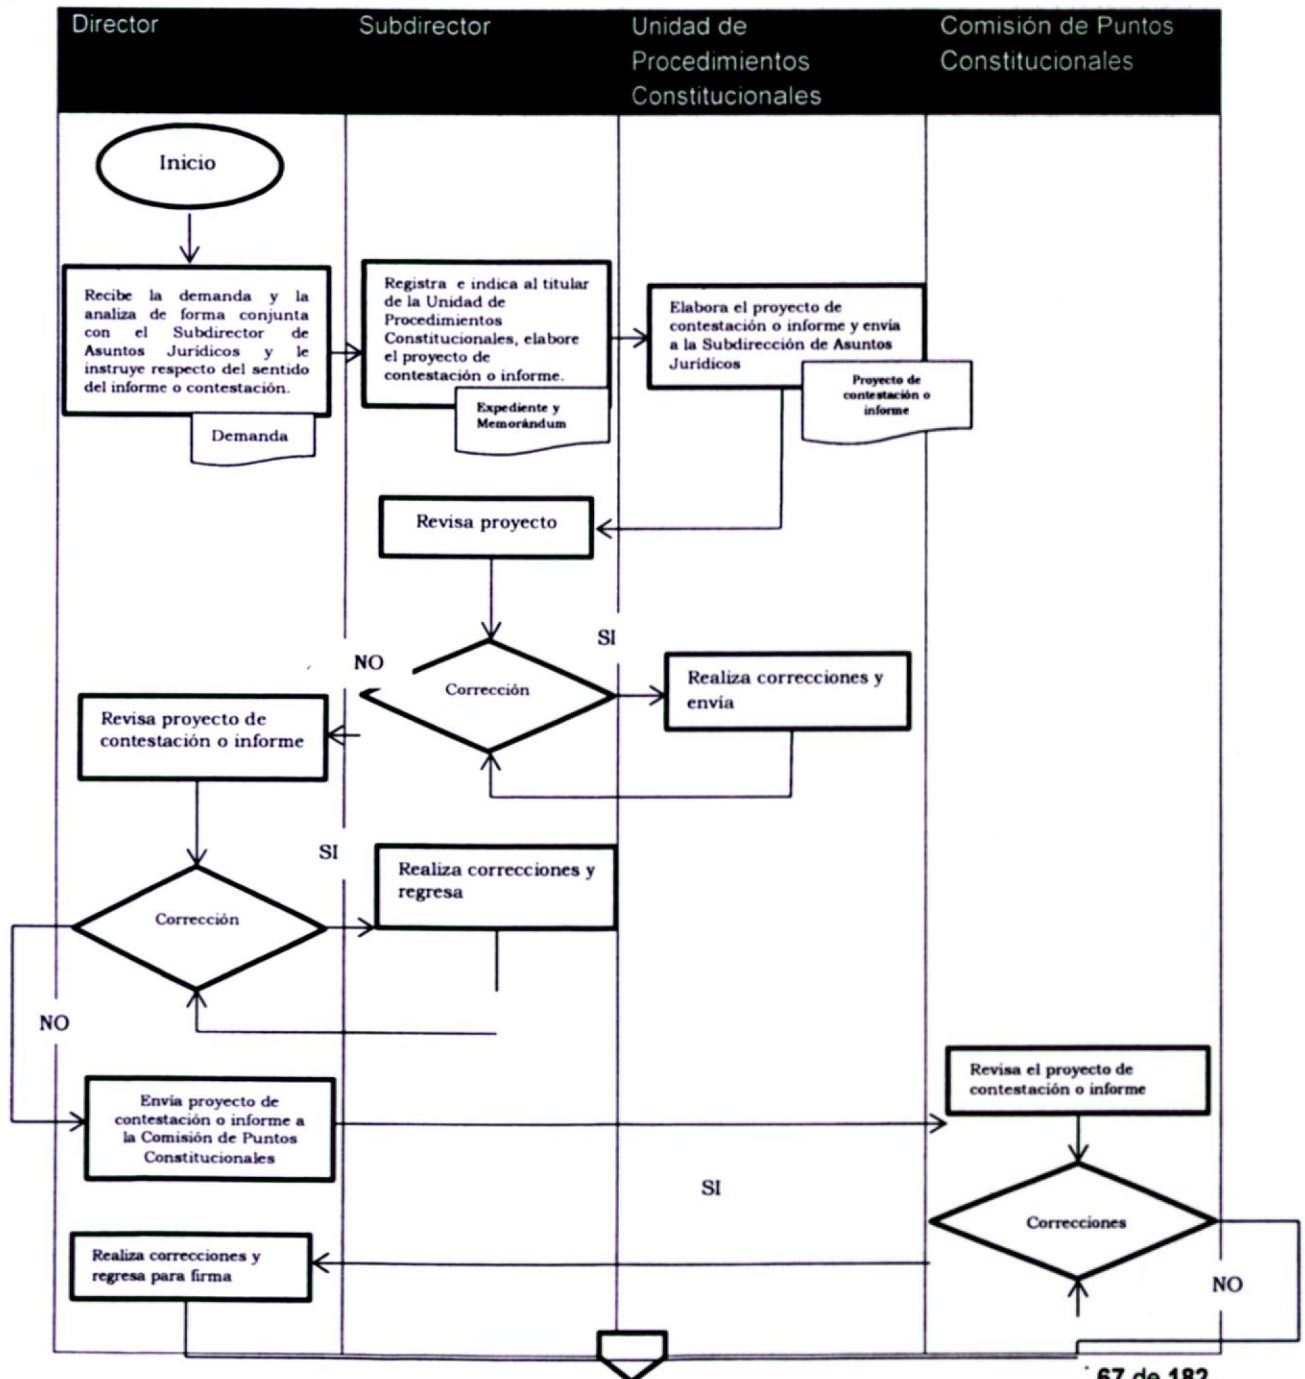 Director
Subdirector
Unidad de
Procedimientos
Constitucionales
Comisión de Puntos
Constitucionales
Inicio
Recibe la demanda y la
analiza de forma conjunta
con el Subdirector de
Asuntos Jurídicos y le
instruye respecto del sentido
del informe o contestación.
Demanda
Registra e indica al titular
de la Unidad de
Procedimientos
Constitucionales, elabore
el proyecto de
contestación o informe.
Expediente y
Memorándum
Elabora el proyecto de
contestación o informe y envía
a la Subdirección de Asuntos
Jurídicos
Proyecto de
contestación o
informe
Revisa proyecto
Corrección
SI
NO
Realiza correcciones y
envía
Revisa proyecto de
contestación o informe
Corrección
SI
Realiza correcciones y
regresa
NO
Envía proyecto de
contestación o informe a
la Comisión de Puntos
Constitucionales
Revisa el proyecto de
contestación o informe
Correcciones
SI
NO
Realiza correcciones y
regresa para firma
67 de 182